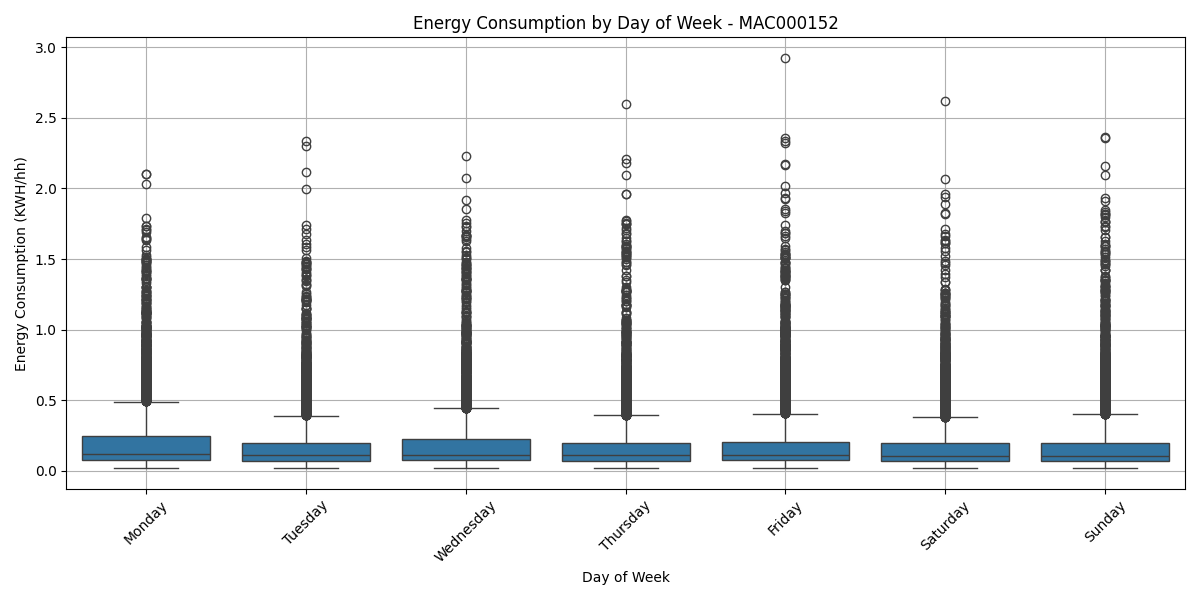 Energy Consumption by Day of Week - MAC000152
Energy Consumption (KWH/hh)
3.0
2.5
2.0
1.5
1.0
0.5
0.0
Monday
Tuesday
Wednesday
Thursday
Friday
Saturday
Sunday
Day of Week